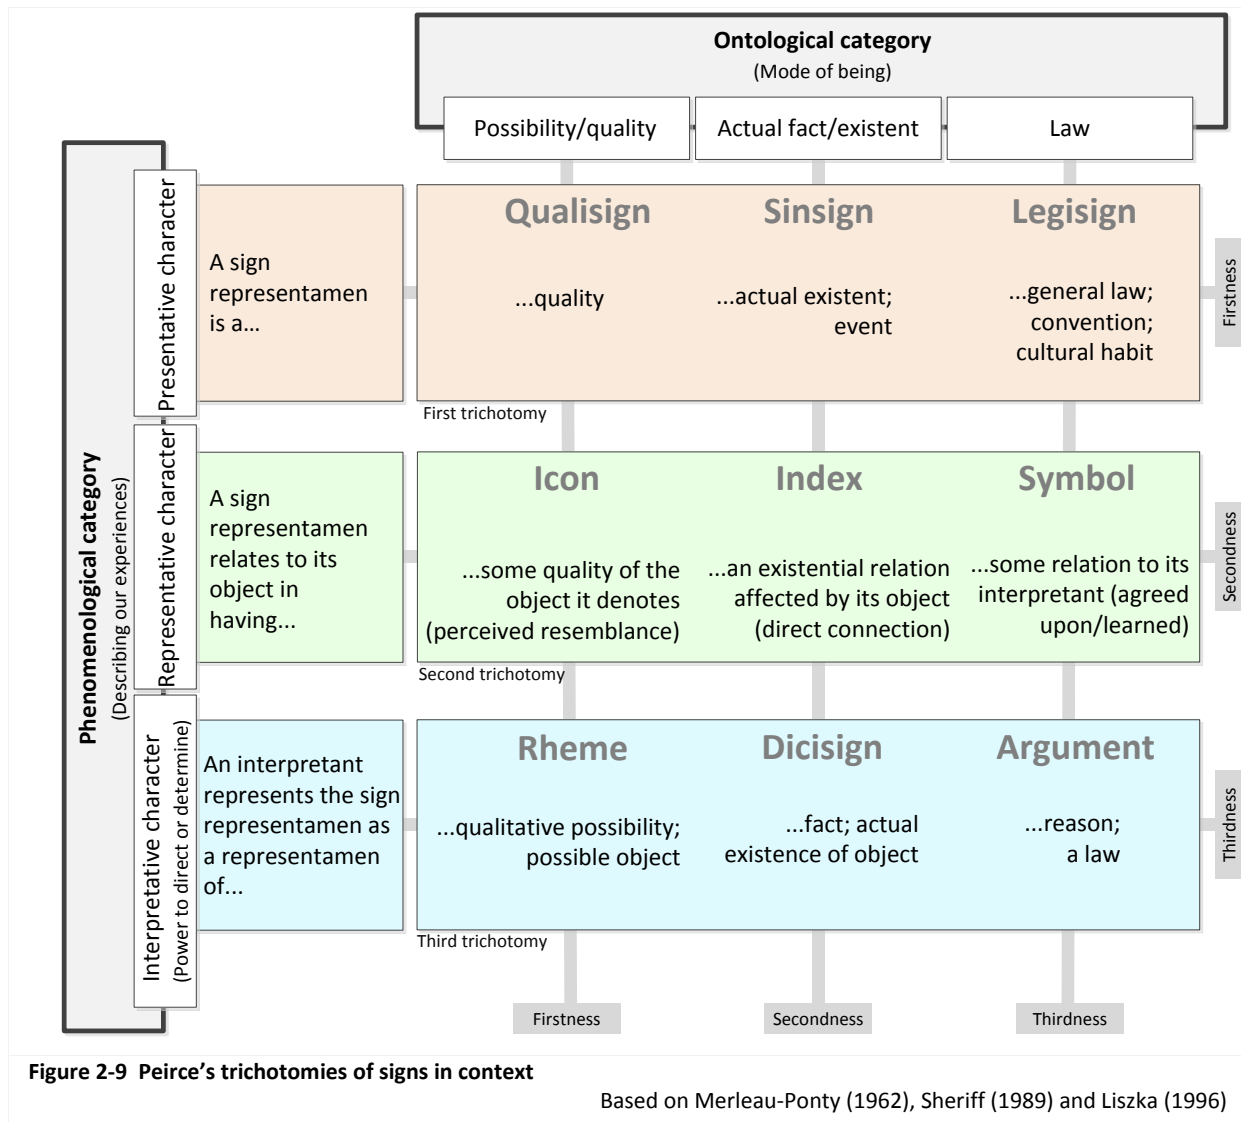 Ontological category
(Mode of being)
Possibility/quality
Actual fact/existent
Law
Phenomenological category
(Describing our experiences)
Presentative character
A sign
representamen
is a...
Qualisign
...quality
Sinsign
...actual existent;
event
Legisign
...general law;
convention;
cultural habit
Firstness
First trichotomy
Representative character
A sign
representamen
relates to its
object in
having...
Icon
...some quality of the
object it denotes
(perceived resemblance)
Index
...an existential relation
affected by its object
(direct connection)
Symbol
...some relation to its
interpretant (agreed
upon/learned)
Secondness
Second trichotomy
Interpretative character
(Power to direct or determine)
An interpretant
represents the sign
representamen as
a representamen
of...
Rheme
...qualitative possibility;
possible object
Dicisign
...fact; actual
existence of object
Argument
...reason;
a law
Thirdness
Third trichotomy
Firstness
Secondness
Thirdness
Figure 2-9 Peirce’s trichotomies of signs in context
Based on Merleau-Ponty (1962), Sheriff (1989) and Liszka (1996)